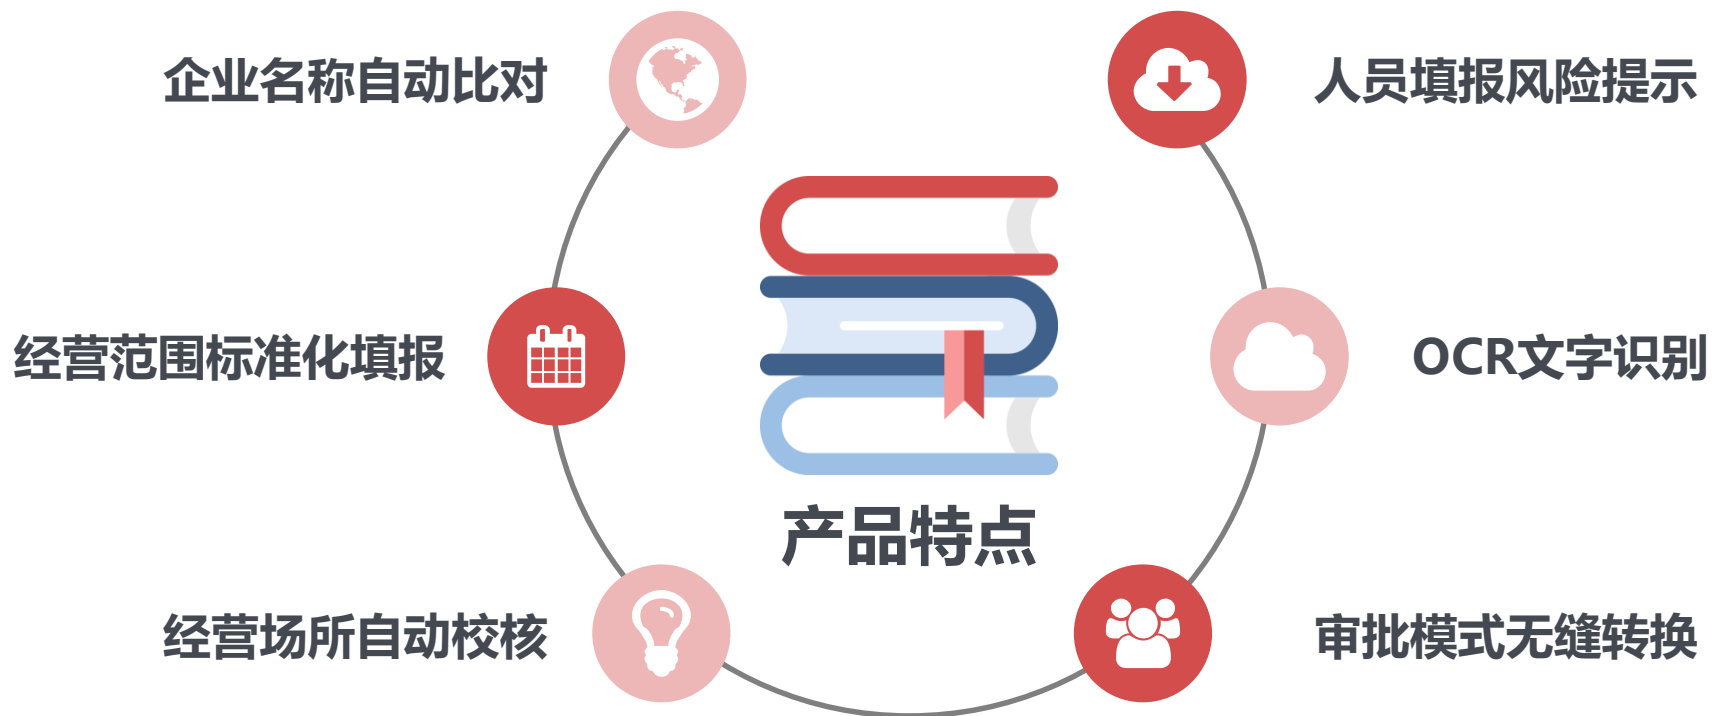 企业名称自动比对
人员填报风险提示
经营范围标准化填报
OCR文字识别
产品特点
经营场所自动校核
审批模式无缝转换